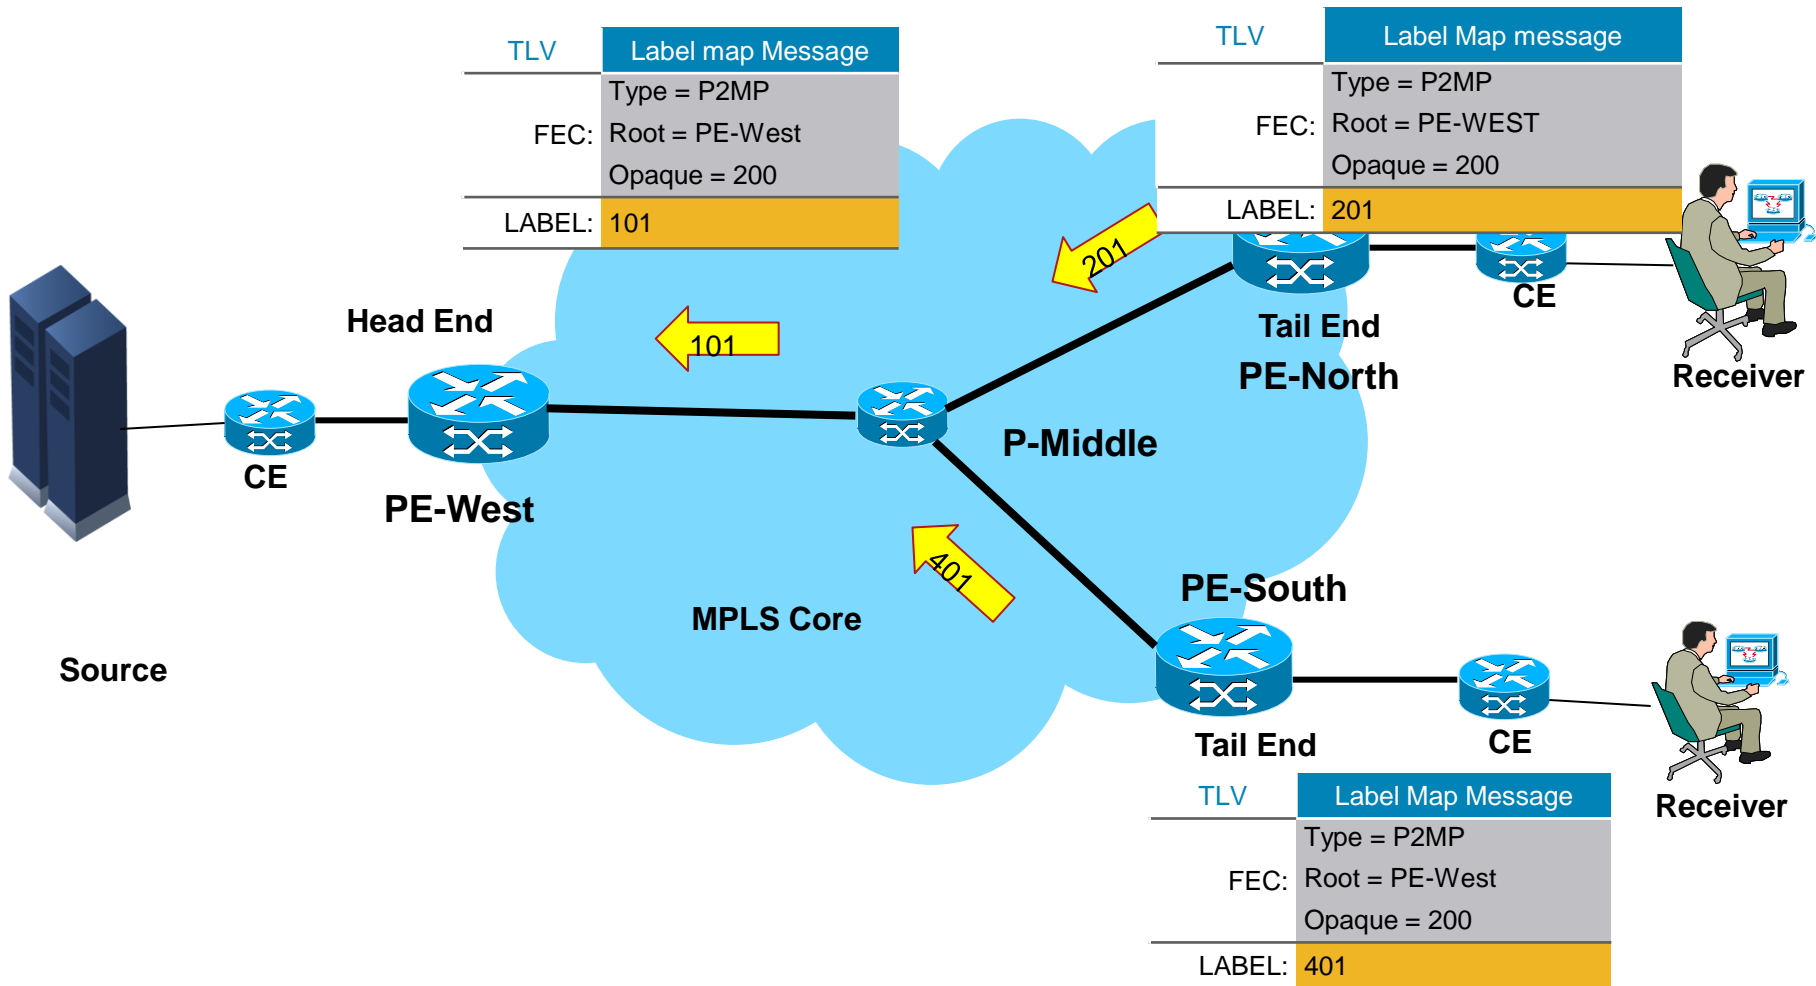 TLV Label map Message
Type = P2MP
FEC: Root = PE-West
Opaque = 200
LABEL: 101
TLV Label Map message
Type = P2MP
FEC: Root = PE-WEST
Opaque = 200
LABEL: 201
201
CE
Head End
Tail End
101
PE-North
Receiver
P-Middle
CE
PE-West
401
PE-South
MPLS Core
Source
Tail End
CE
Receiver
TLV Label Map Message
Type = P2MP
FEC: Root = PE-West
Opaque = 200
LABEL: 401